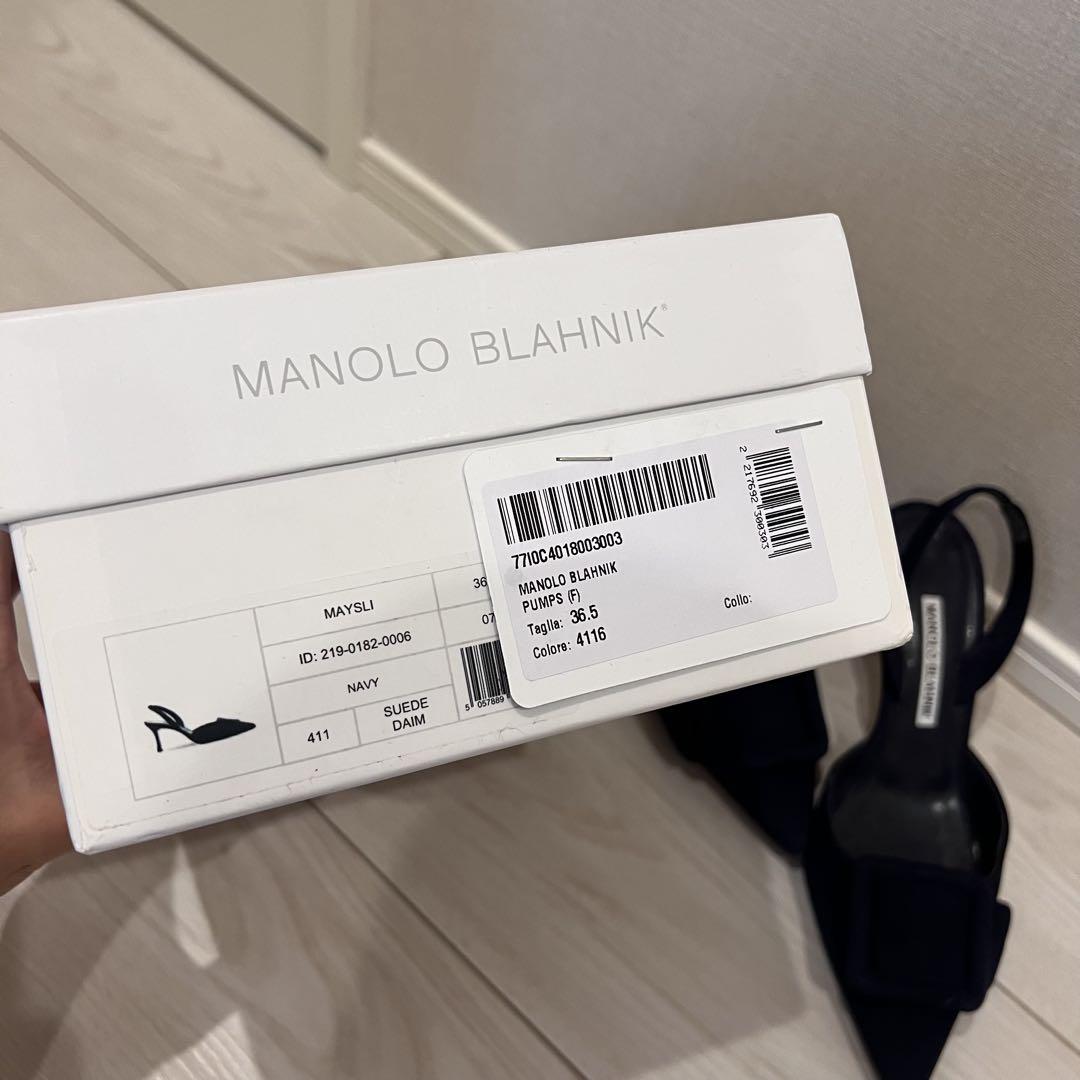 MANOLO BLAHNIK®
MAYSLI
36
ID: 219-0182-0006
07
NAVY
411
SUEDE
DAIM
5 057889
77I0C4018003003
MANOLO BLAHNIK
PUMPS (F)
Taglia: 36.5
Collo:
Colore: 4116
2 217692 300303
MANOLO BLAHNIK